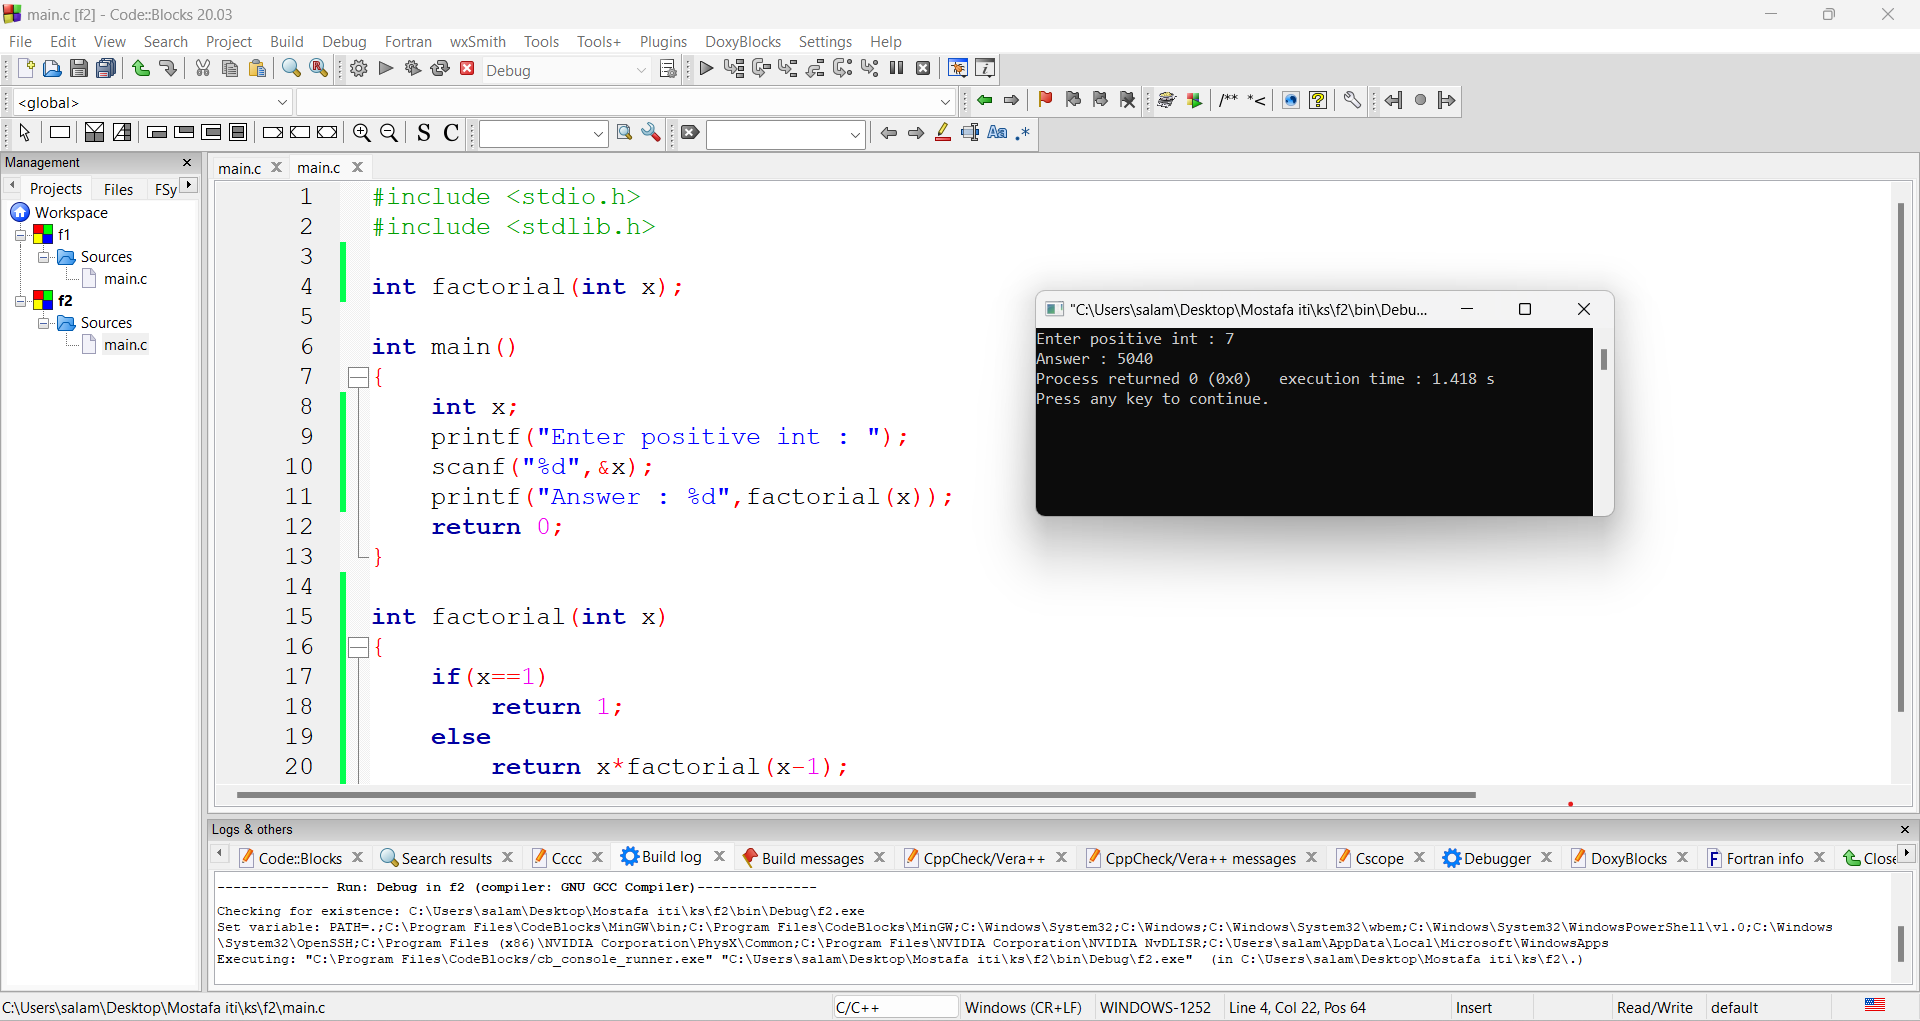 main.c [f2] - Code::Blocks 20.03
File Edit View Search Project Build Debug Fortran wxSmith Tools Tools+ Plugins DoxyBlocks Settings Help
Debug
<global>
/** *<
S C
Aa .*
Management
Projects Files FSy
Workspace
f1
Sources
main.c
f2
Sources
main.c
main.c main.c
1 #include <stdio.h>
2 #include <stdlib.h>
3
4 int factorial(int x);
5
6 int main()
7 {
8 int x;
9 printf("Enter positive int : ");
10 scanf("%d",&x);
11 printf("Answer : %d",factorial(x));
12 return 0;
13 }
14
15 int factorial(int x)
16 {
17 if(x==1)
18 return 1;
19 else
20 return x*factorial(x-1);
"C:\Users\salam\Desktop\Mostafa iti\ks\f2\bin\Debu...
Enter positive int : 7
Answer : 5040
Process returned 0 (0x0)   execution time : 1.418 s
Press any key to continue.
Logs & others
Code::Blocks Search results Cccc Build log Build messages CppCheck/Vera++ CppCheck/Vera++ messages Cscope Debugger DoxyBlocks Fortran info Close
-------------- Run: Debug in f2 (compiler: GNU GCC Compiler)---------------
Checking for existence: C:\Users\salam\Desktop\Mostafa iti\ks\f2\bin\Debug\f2.exe
Set variable: PATH=.;C:\Program Files\CodeBlocks\MinGW\bin;C:\Program Files\CodeBlocks\MinGW;C:\Windows\System32;C:\Windows;C:\Windows\System32\wbem;C:\Windows\System32\WindowsPowerShell\v1.0;C:\Windows
\System32\OpenSSH;C:\Program Files (x86)\NVIDIA Corporation\PhysX\Common;C:\Program Files\NVIDIA Corporation\NVIDIA NvDLISR;C:\Users\salam\AppData\Local\Microsoft\WindowsApps
Executing: "C:\Program Files\CodeBlocks/cb_console_runner.exe" "C:\Users\salam\Desktop\Mostafa iti\ks\f2\bin\Debug\f2.exe"  (in C:\Users\salam\Desktop\Mostafa iti\ks\f2\.)
C:\Users\salam\Desktop\Mostafa iti\ks\f2\main.c C/C++ Windows (CR+LF) WINDOWS-1252 Line 4, Col 22, Pos 64 Insert Read/Write default